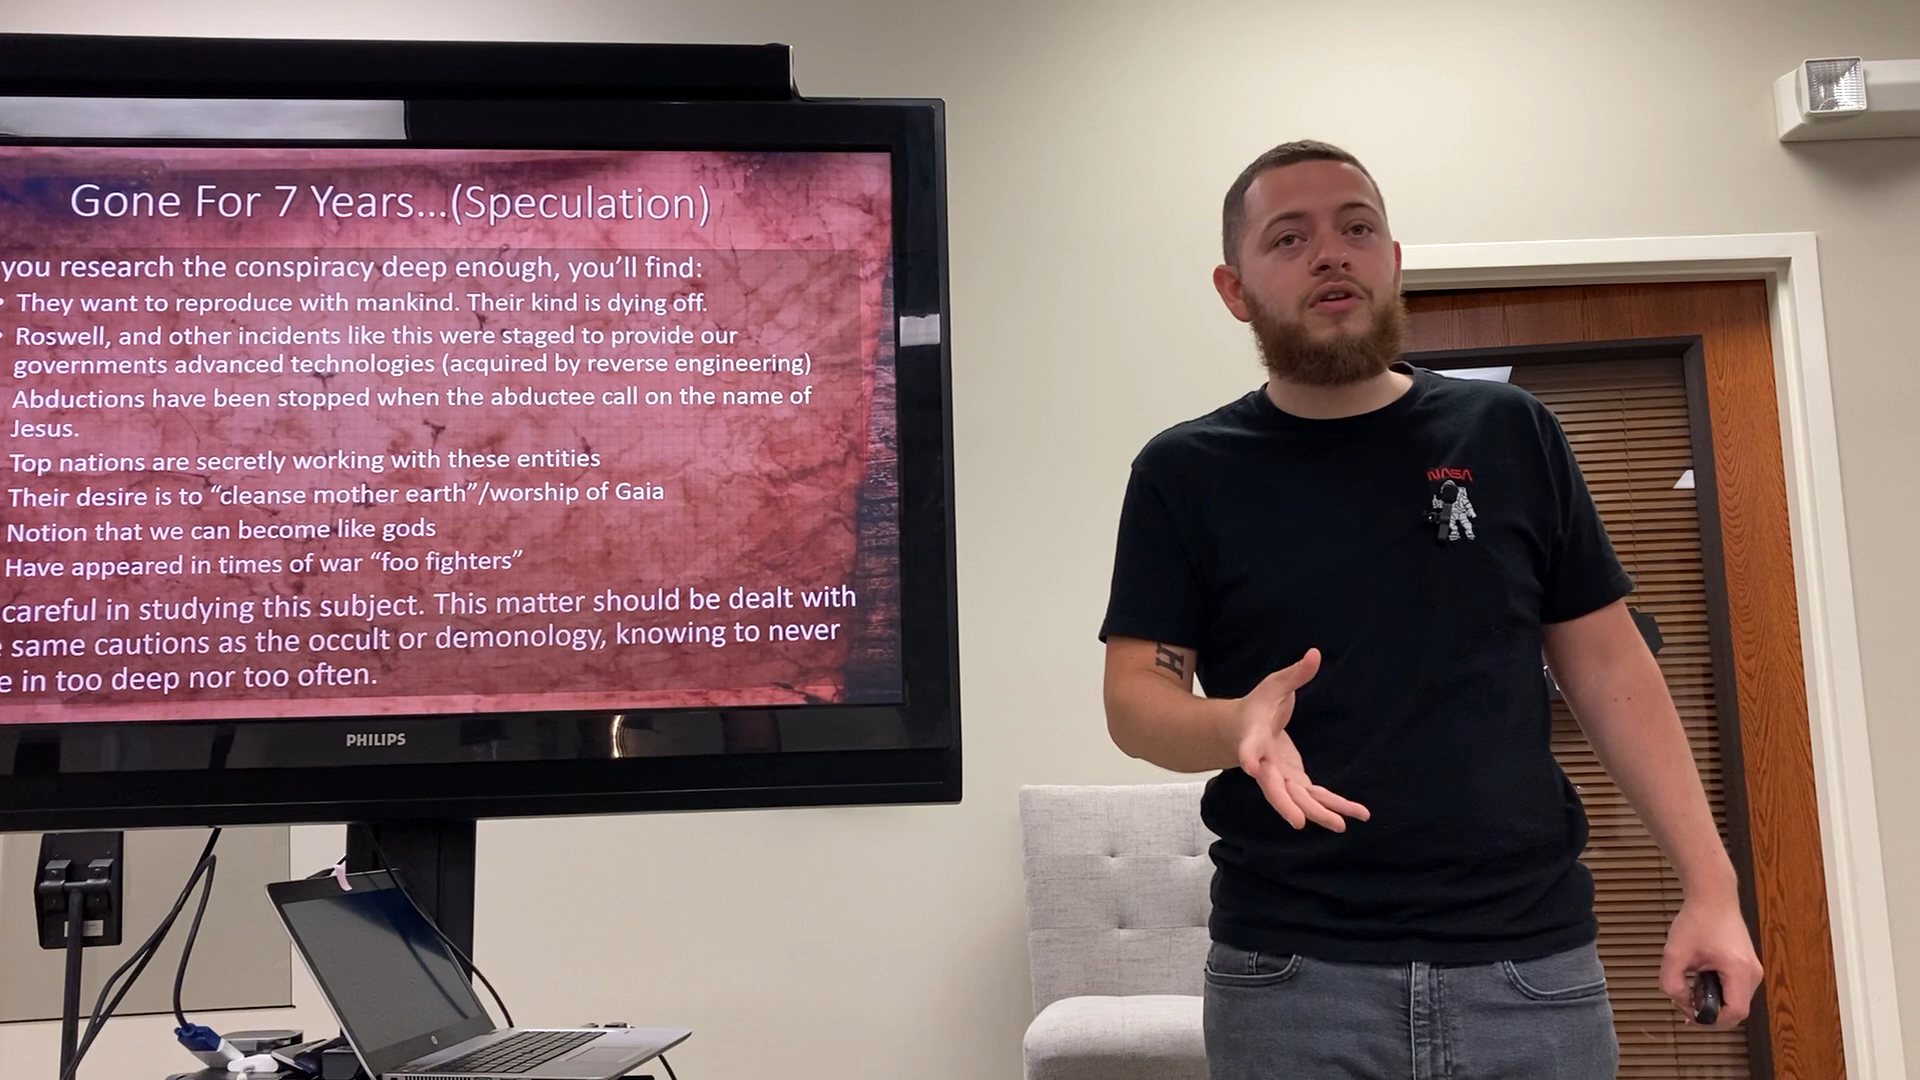 Gone For 7 Years...(Speculation)
you research the conspiracy deep enough, you'll find:
• They want to reproduce with mankind. Their kind is dying off.
• Roswell, and other incidents like this were staged to provide our
governments advanced technologies (acquired by reverse engineering)
Abductions have been stopped when the abductee call on the name of
Jesus.
Top nations are secretly working with these entities
Their desire is to “cleanse mother earth”/worship of Gaia
Notion that we can become like gods
Have appeared in times of war “foo fighters”
careful in studying this subject. This matter should be dealt with
same cautions as the occult or demonology, knowing to never
in too deep nor too often.
PHILIPS
NASA
H